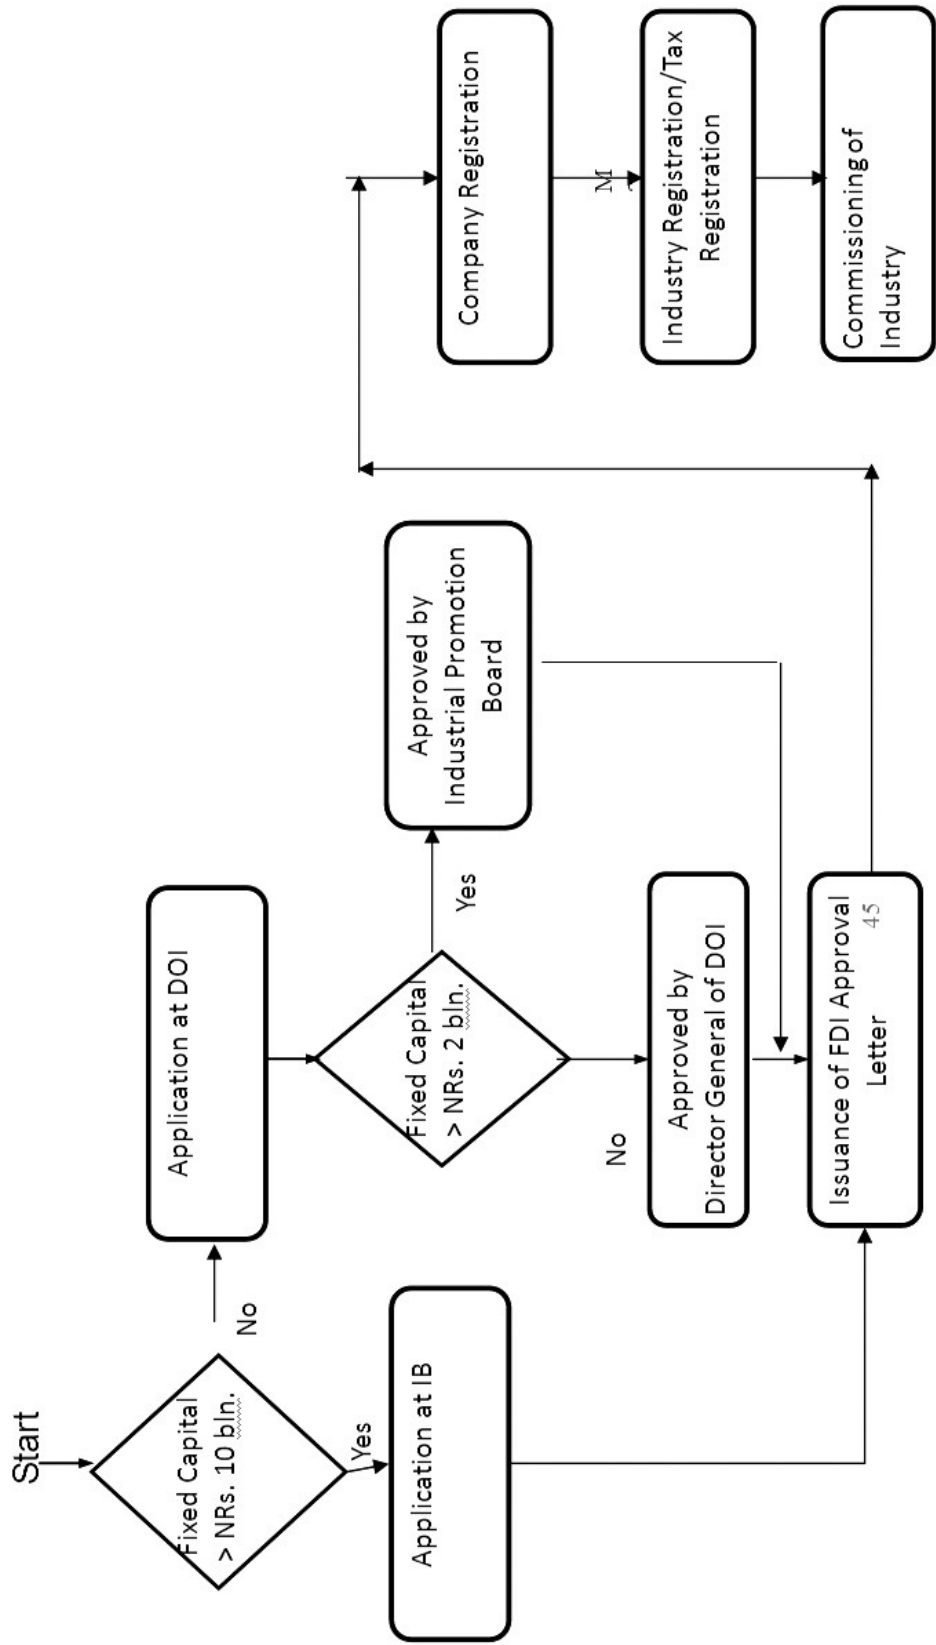 Start
Fixed Capital
> NRs. 10 bln.
No
Yes
Application at DOI
Application at IB
Fixed Capital
> NRs. 2 bln.
Yes
No
Approved by
Industrial Promotion
Board
Approved by
Director General of DOI
Issuance of FDI Approval
Letter
45
Company Registration
M
Industry Registration/Tax
Registration
Commissioning of
Industry